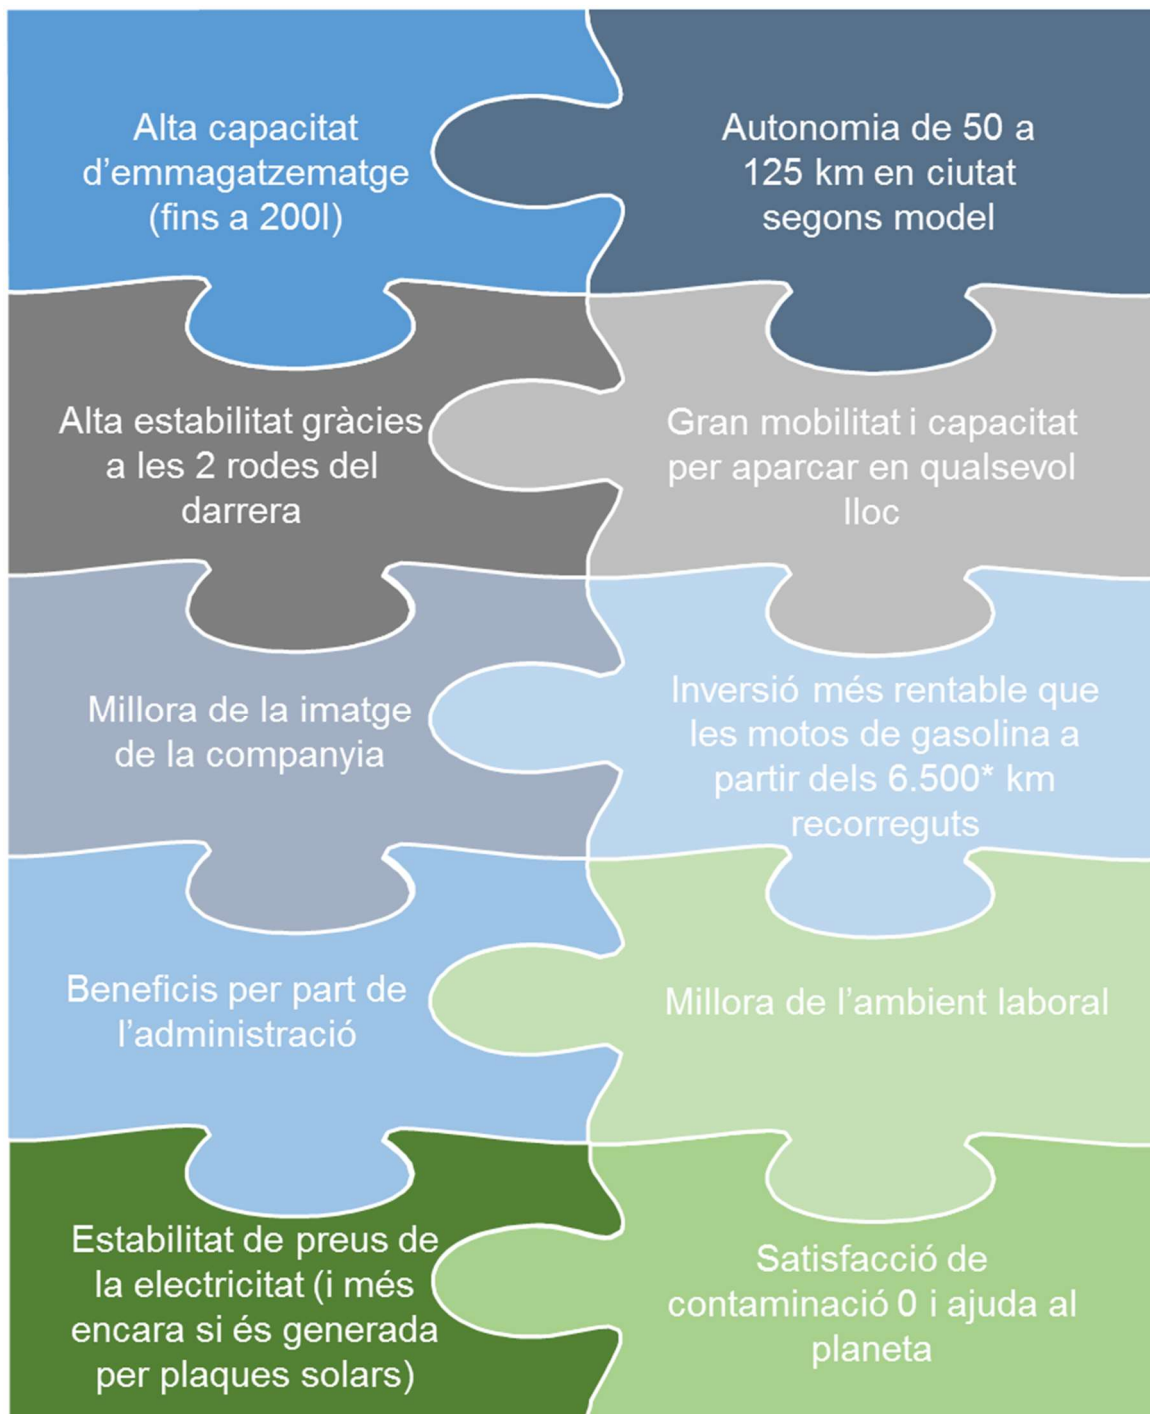 Alta capacitat
d’emmagatzematge
(fins a 200l)
Autonomia de 50 a
125 km en ciutat
segons model
Alta estabilitat gràcies
a les 2 rodes del
darrera
Gran mobilitat i capacitat
per aparcar en qualsevol
lloc
Millora de la imatge
de la companyia
Inversió més rentable que
les motos de gasolina a
partir dels 6.500* km
recorreguts
Beneficis per part de
l’administració
Millora de l’ambient laboral
Estabilitat de preus de
la electricitat (i més
encara si és generada
per plaques solars)
Satisfacció de
contaminació 0 i ajuda al
planeta